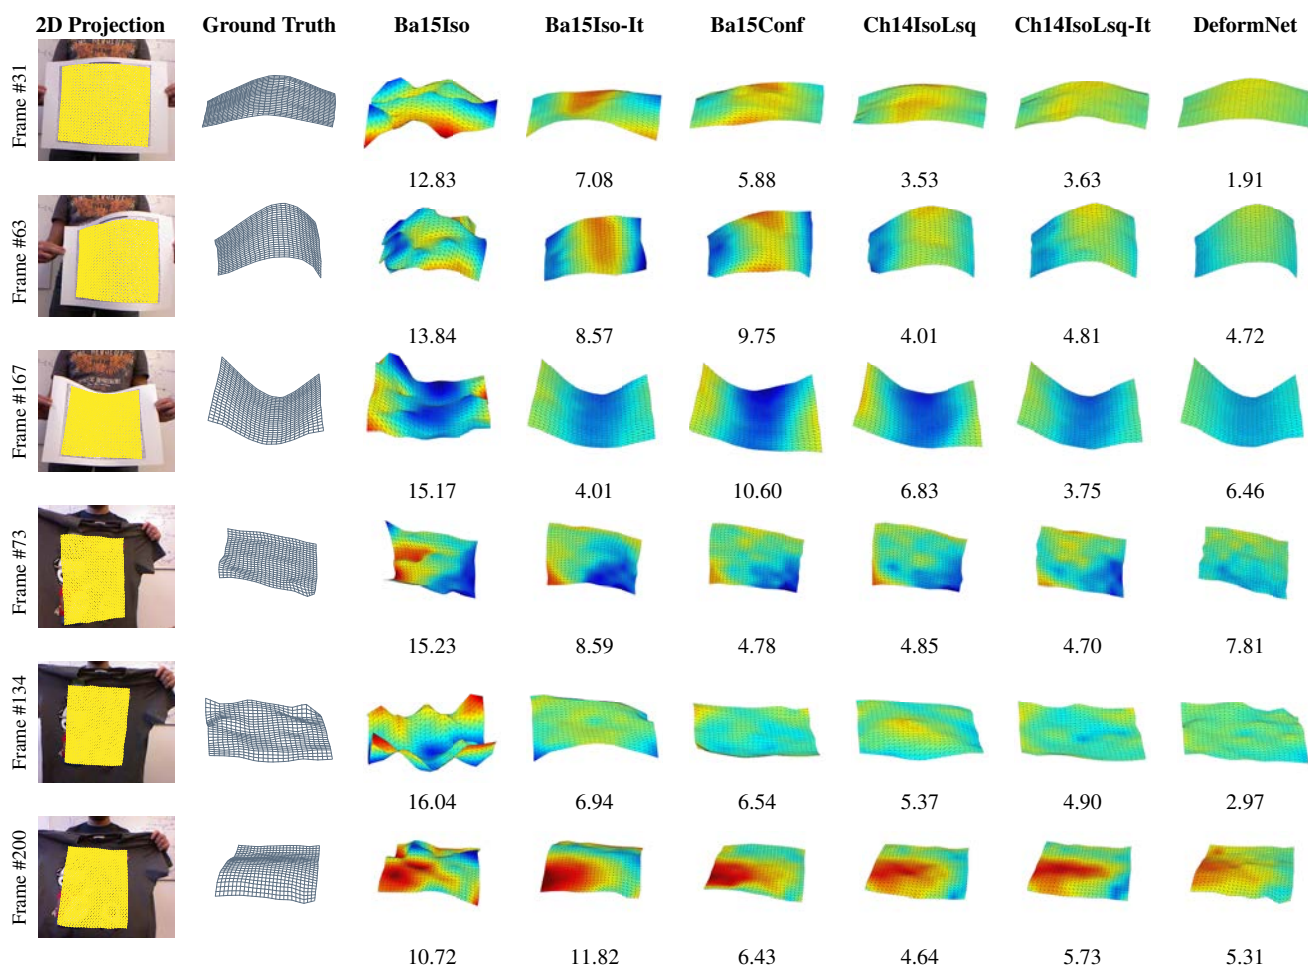 2D Projection Ground Truth Ba15Iso Ba15Iso-It Ba15Conf Ch14IsoLsq Ch14IsoLsq-It DeformNet
Frame #31
12.83 7.08 5.88 3.53 3.63 1.91
Frame #63
13.84 8.57 9.75 4.01 4.81 4.72
Frame #167
15.17 4.01 10.60 6.83 3.75 6.46
Frame #73
15.23 8.59 4.78 4.85 4.70 7.81
Frame #134
16.04 6.94 6.54 5.37 4.90 2.97
Frame #200
10.72 11.82 6.43 4.64 5.73 5.31